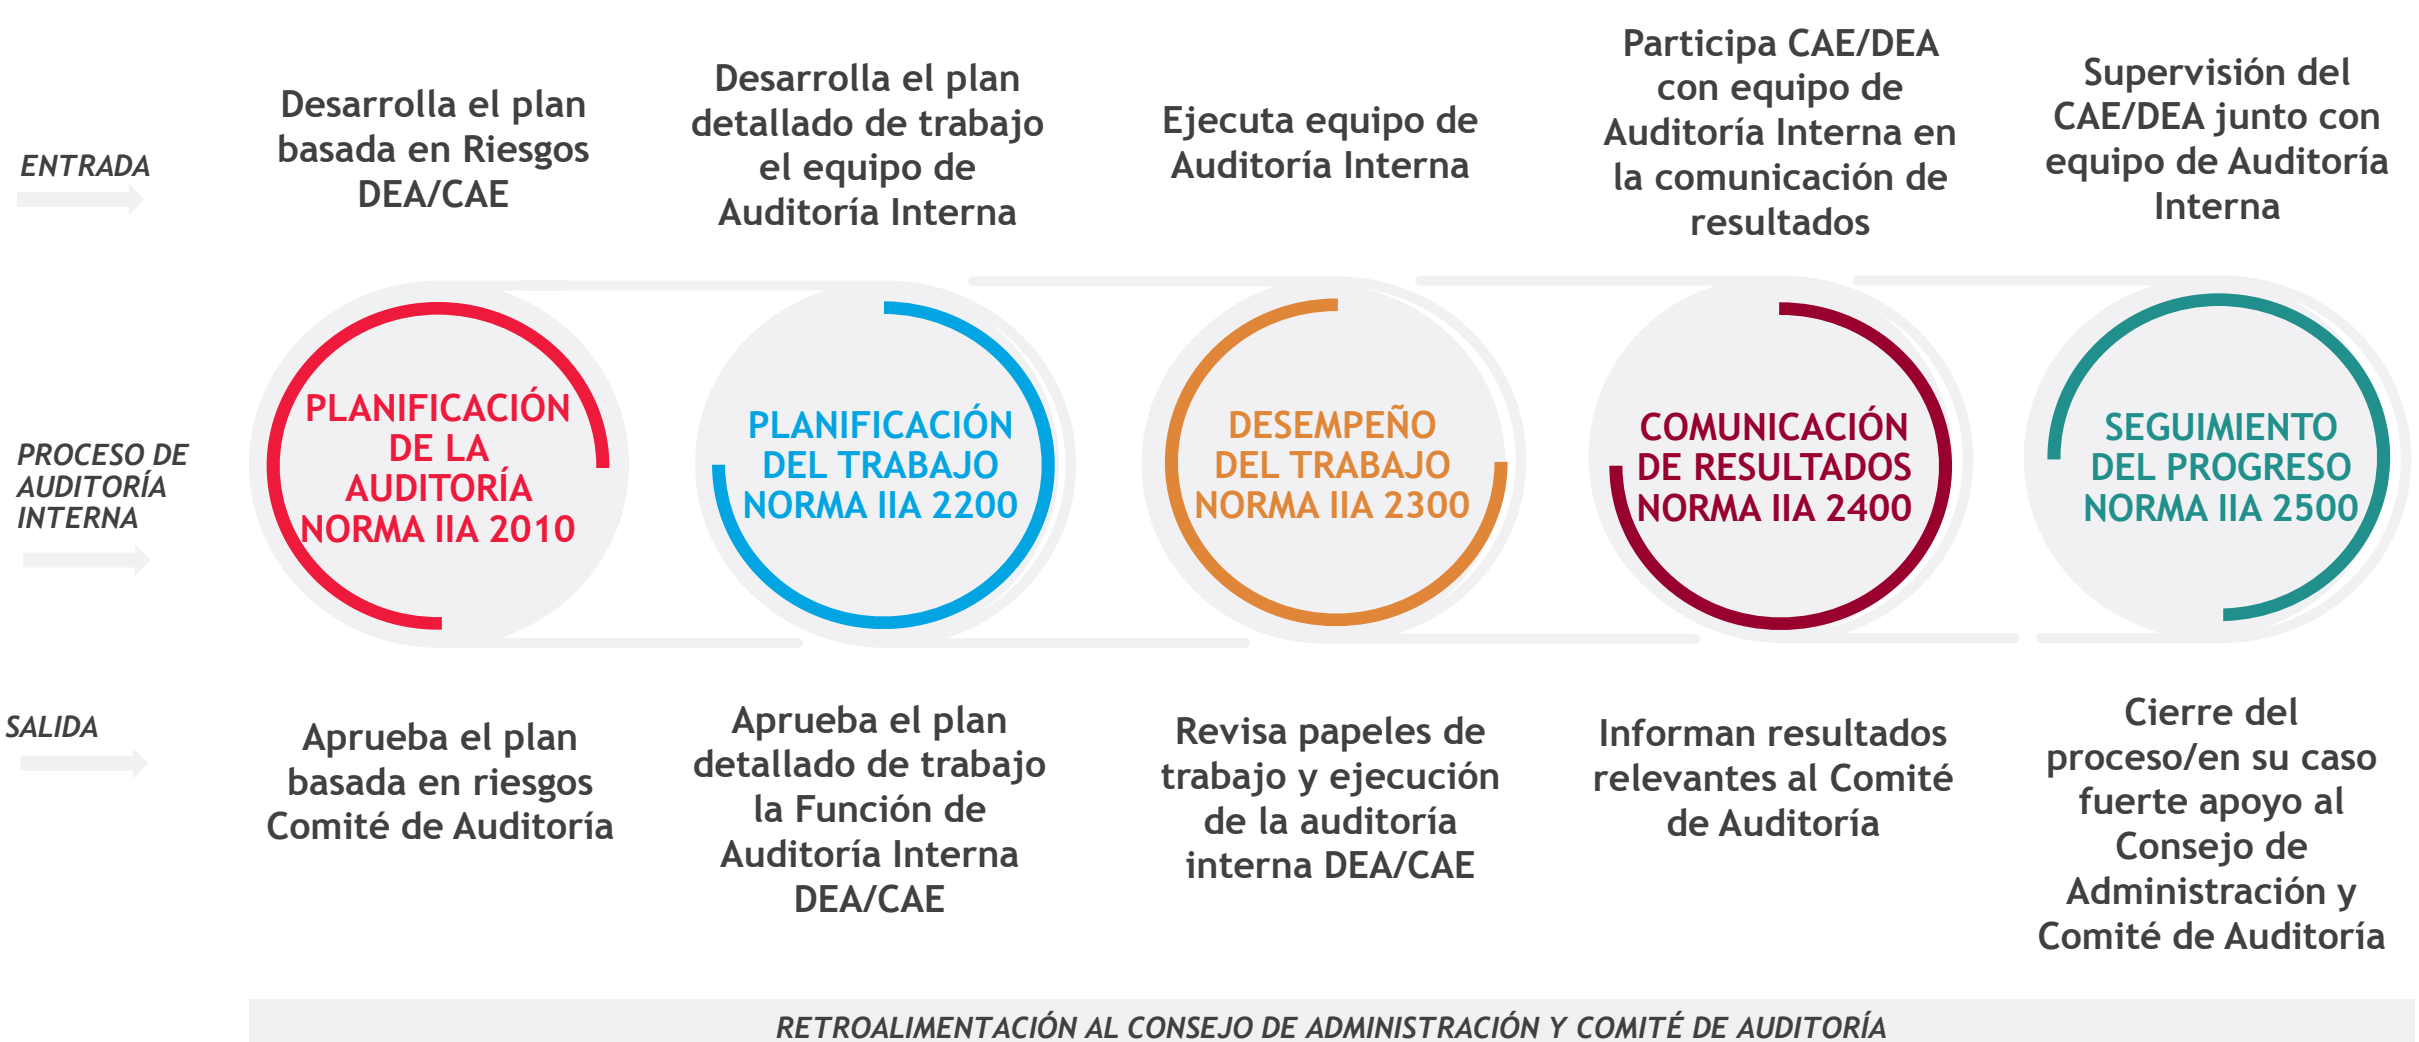 ENTRADA
Desarrolla el plan
basada en Riesgos
DEA/CAE
Desarrolla el plan
detallado de trabajo
el equipo de
Auditoría Interna
Ejecuta equipo de
Auditoría Interna
Participa CAE/DEA
con equipo de
Auditoría Interna en
la comunicación de
resultados
Supervisión del
CAE/DEA junto con
equipo de Auditoría
Interna
PROCESO DE
AUDITORÍA
INTERNA
PLANIFICACIÓN
DE LA
AUDITORÍA
NORMA IIA 2010
PLANIFICACIÓN
DEL TRABAJO
NORMA IIA 2200
DESEMPEÑO
DEL TRABAJO
NORMA IIA 2300
COMUNICACIÓN
DE RESULTADOS
NORMA IIA 2400
SEGUIMIENTO
DEL PROGRESO
NORMA IIA 2500
SALIDA
Aprueba el plan
basada en riesgos
Comité de Auditoría
Aprueba el plan
detallado de trabajo
la Función de
Auditoría Interna
DEA/CAE
Revisa papeles de
trabajo y ejecución
de la auditoría
interna DEA/CAE
Informan resultados
relevantes al Comité
de Auditoría
Cierre del
proceso/en su caso
fuerte apoyo al
Consejo de
Administración y
Comité de Auditoría
RETROALIMENTACIÓN AL CONSEJO DE ADMINISTRACIÓN Y COMITÉ DE AUDITORÍA